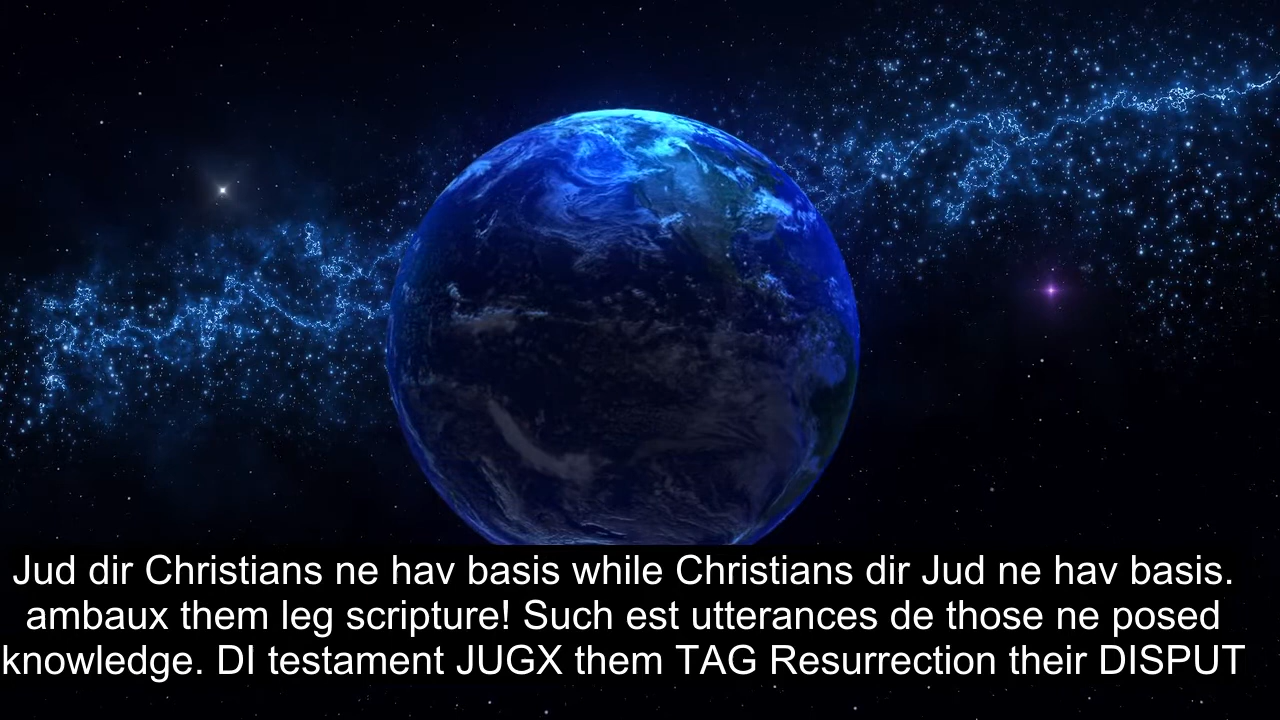 Jud dir Christians ne hav basis while Christians dir Jud ne hav basis.
ambaux them leg scripture! Such est utterances de those ne posed
knowledge. DI testament JUGX them TAG Resurrection their DISPUT